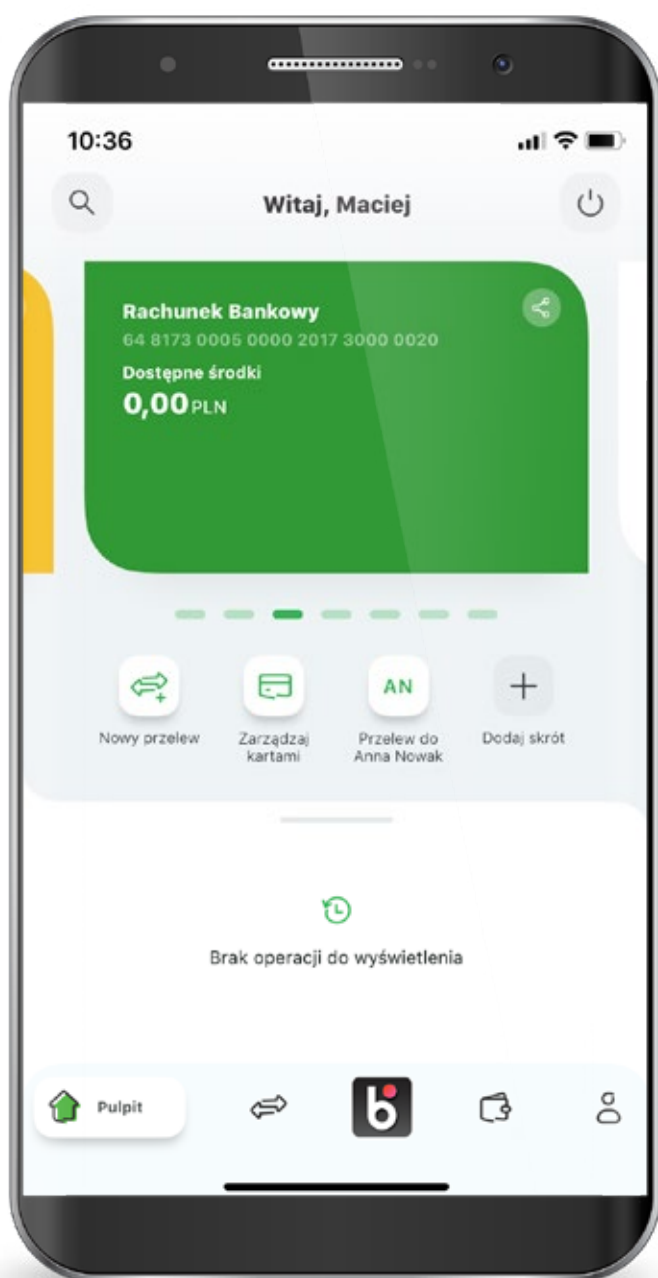 10:36
Witaj, Maciej
Rachunek Bankowy
64 8173 0005 0000 2017 3000 0020
Dostępne środki
0,00 PLN
AN
Nowy przelew
Zarządzaj
kartami
Przelew do
Anna Nowak
Dodaj skrót
Brak operacji do wyświetlenia
Pulpit
b